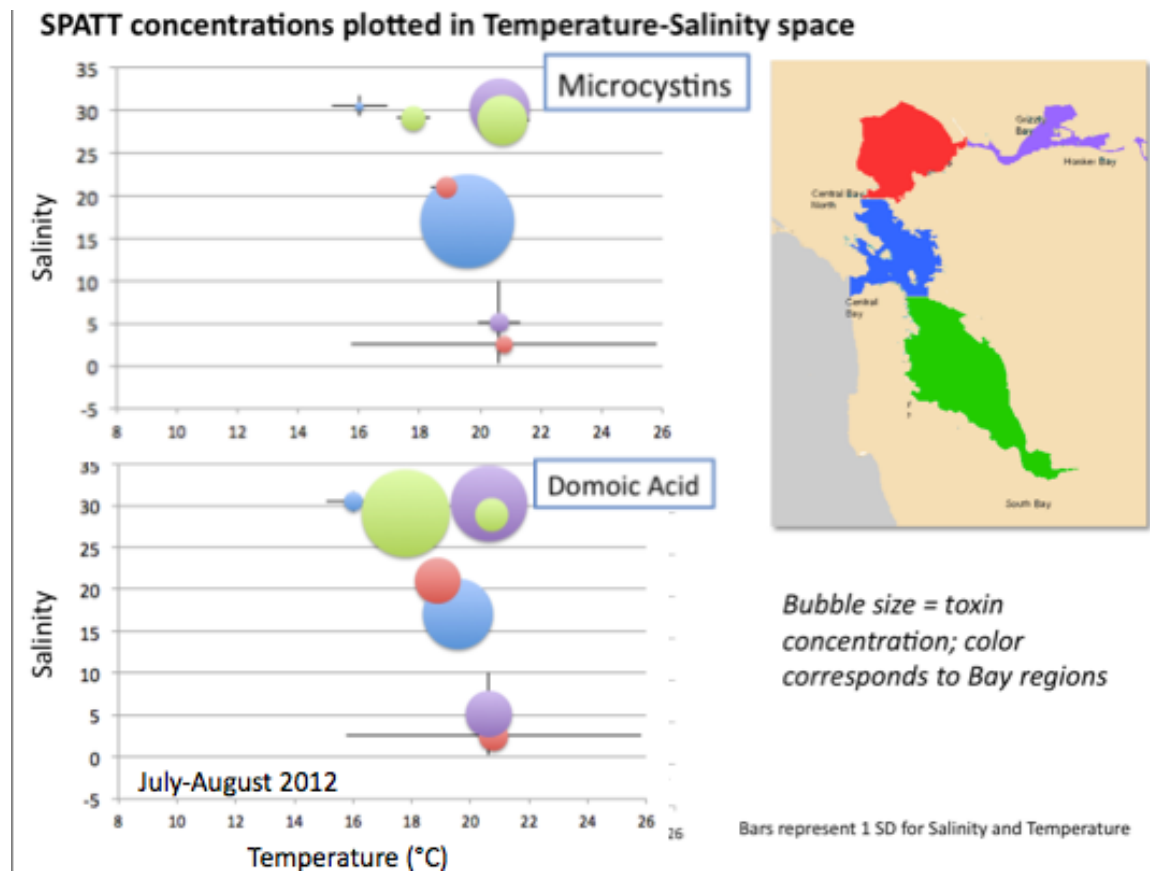 SPATT concentrations plotted in Temperature-Salinity space
Microcystins
35
30
25
20
15
10
5
0
-5
Salinity
8 10 12 14 16 18 20 22 24 26
Domoic Acid
35
30
25
20
15
10
5
0
-5
Salinity
July-August 2012
8 10 12 14 16 18 20 22 24 26
26
Temperature (°C)
Grizzly
Bay
Honker Bay
Central Bay
North
Central
Bay
South Bay
Bubble size = toxin
concentration; color
corresponds to Bay regions
Bars represent 1 SD for Salinity and Temperature